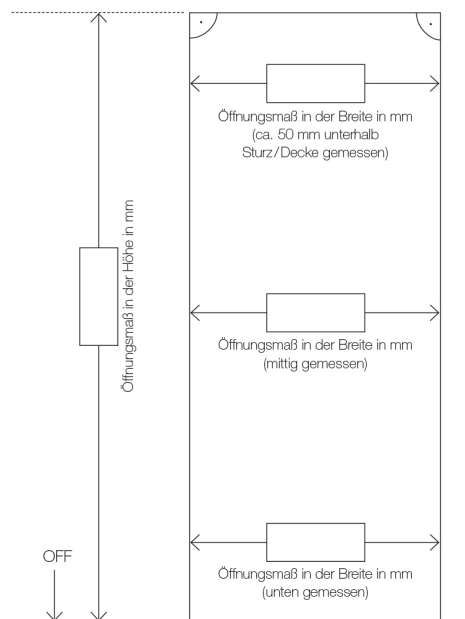 Öffnungsmaß in der Breite in mm
(ca. 50 mm unterhalb
Sturz/Decke gemessen)
Öffnungsmaß in der Höhe in mm
Öffnungsmaß in der Breite in mm
(mittig gemessen)
OFF
Öffnungsmaß in der Breite in mm
(unten gemessen)